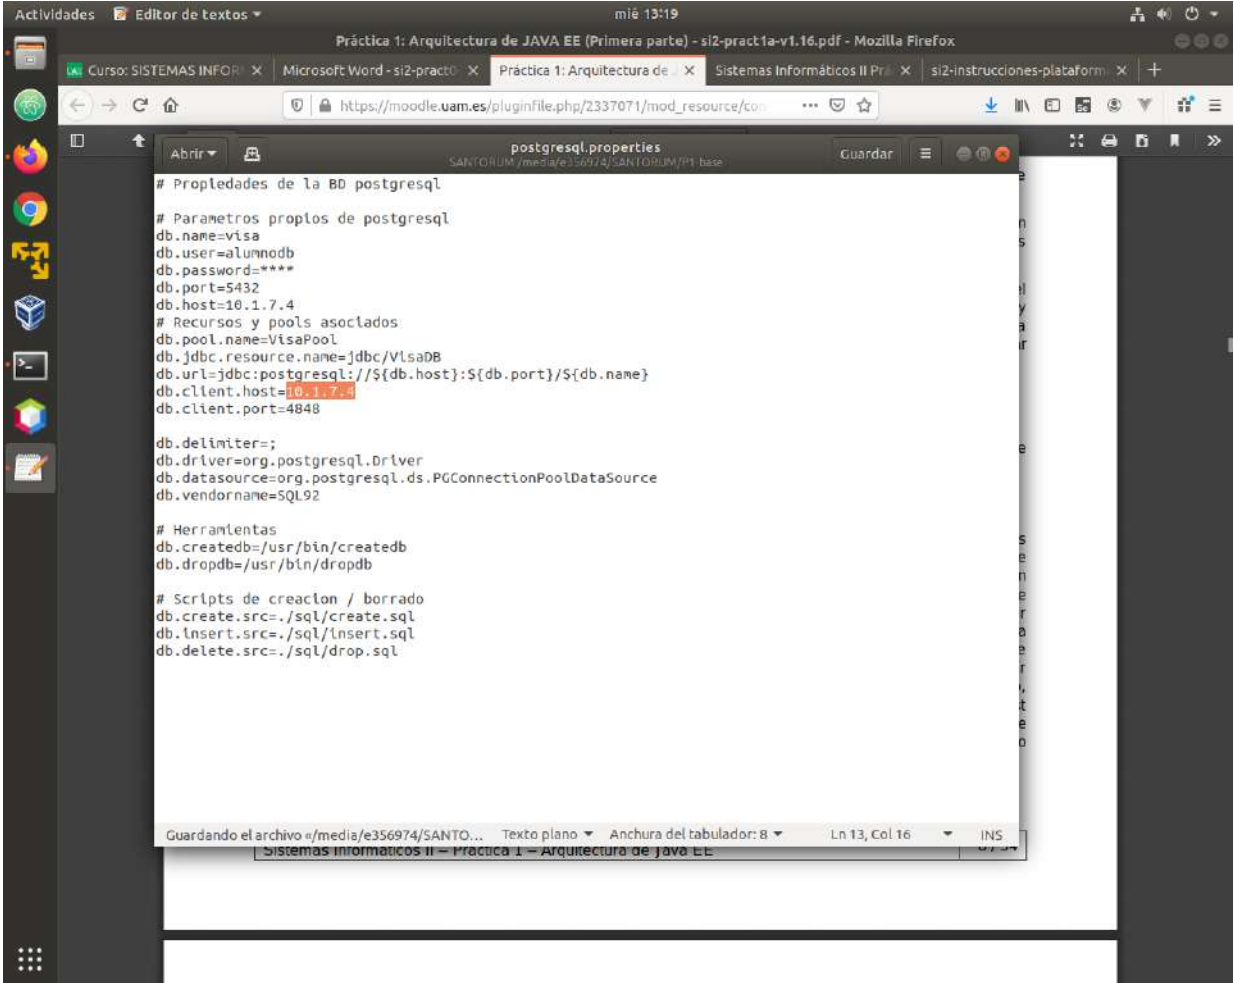 Actividades Editor de textos mié 13:19
Práctica 1: Arquitectura de JAVA EE (Primera parte) - si2-pract1a-v1.16.pdf - Mozilla Firefox
Curso: SISTEMAS INFOR Microsoft Word - si2-pract0 Práctica 1: Arquitectura de J Sistemas Informáticos II Prá si2-instrucciones-plataform
https://moodle.uam.es/pluginfile.php/2337071/mod_resource/con
Abrir postgresql.properties Guardar
SANTORUM /media/e356974/SANTORUM/P1-base
# Propiedades de la BD postgresql
# Parametros propios de postgresql
db.name=visa
db.user=alumnodb
db.password=****
db.port=5432
db.host=10.1.7.4
# Recursos y pools asociados
db.pool.name=VisaPool
db.jdbc.resource.name=jdbc/VisaDB
db.url=jdbc:postgresql://${db.host}:${db.port}/${db.name}
db.client.host=10.1.7.4
db.client.port=4848
db.delimiter=;
db.driver=org.postgresql.Driver
db.datasource=org.postgresql.ds.PGConnectionPoolDataSource
db.vendorname=SQL92
# Herramientas
db.createdb=/usr/bin/createdb
db.dropdb=/usr/bin/dropdb
# Scripts de creacion / borrado
db.create.src=./sql/create.sql
db.insert.src=./sql/insert.sql
db.delete.src=./sql/drop.sql
Guardando el archivo «/media/e356974/SANTO... Texto plano Anchura del tabulador: 8 Ln 13, Col 16 INS
Sistemas Informáticos II – Práctica 1 – Arquitectura de Java EE